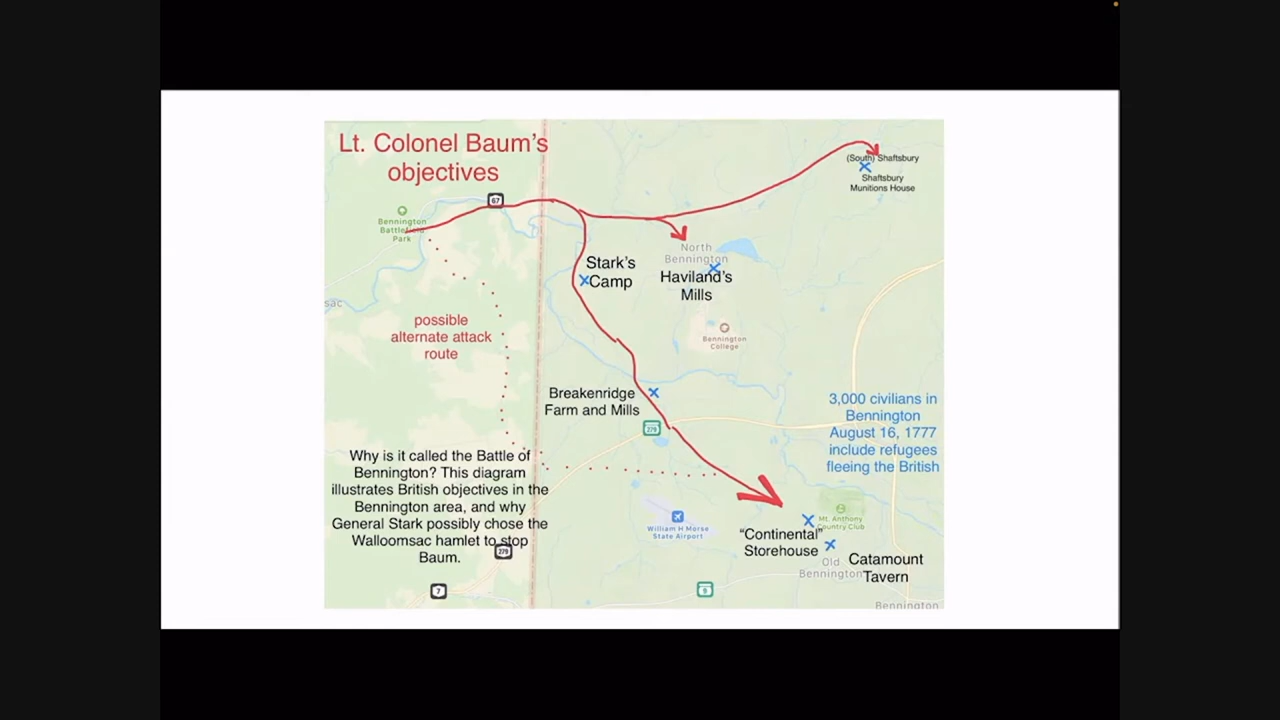 Lt. Colonel Baum's
objectives
67
(South) Shaftsbury
Shaftsbury
Munitions House
Bennington
Battlefield
Park
North
Bennington
Stark's
Camp
Haviland's
Mills
sac
possible
alternate attack
route
Bennington
College
Breakenridge
Farm and Mills
279
3,000 civilians in
Bennington
August 16, 1777
include refugees
fleeing the British
Why is it called the Battle of
Bennington? This diagram
illustrates British objectives in the
Bennington area, and why
General Stark possibly chose the
Walloomsac hamlet to stop
Baum.
279
7
William H Morse
State Airport
"Continental"
Storehouse
Mt. Anthony
Country Club
Old
Bennington
Catamount
Tavern
9
Bennington